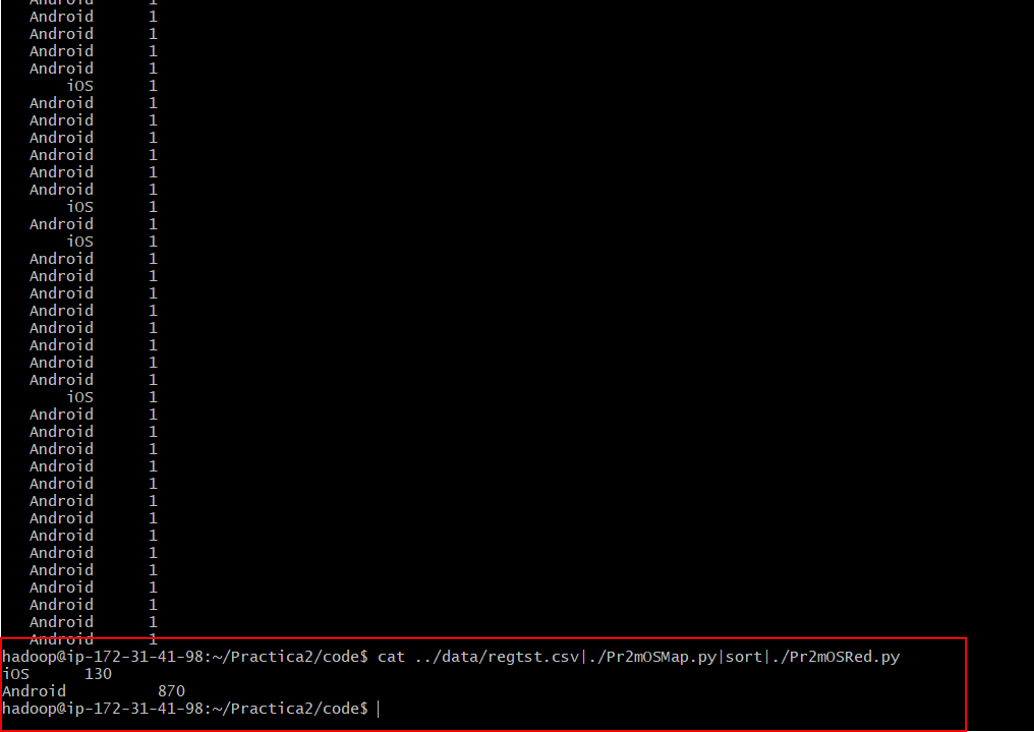 Android 1
Android 1
Android 1
Android 1
Android 1
iOS 1
Android 1
Android 1
Android 1
Android 1
Android 1
Android 1
iOS 1
Android 1
iOS 1
Android 1
Android 1
Android 1
Android 1
Android 1
Android 1
Android 1
Android 1
iOS 1
Android 1
Android 1
Android 1
Android 1
Android 1
Android 1
Android 1
Android 1
Android 1
Android 1
Android 1
Android 1
Android 1
Android 1
hadoop@ip-172-31-41-98:~/Practica2/code$ cat ../data/regtst.csv|./Pr2mOSMap.py|sort|./Pr2mOSRed.py
iOS 130
Android 870
hadoop@ip-172-31-41-98:~/Practica2/code$